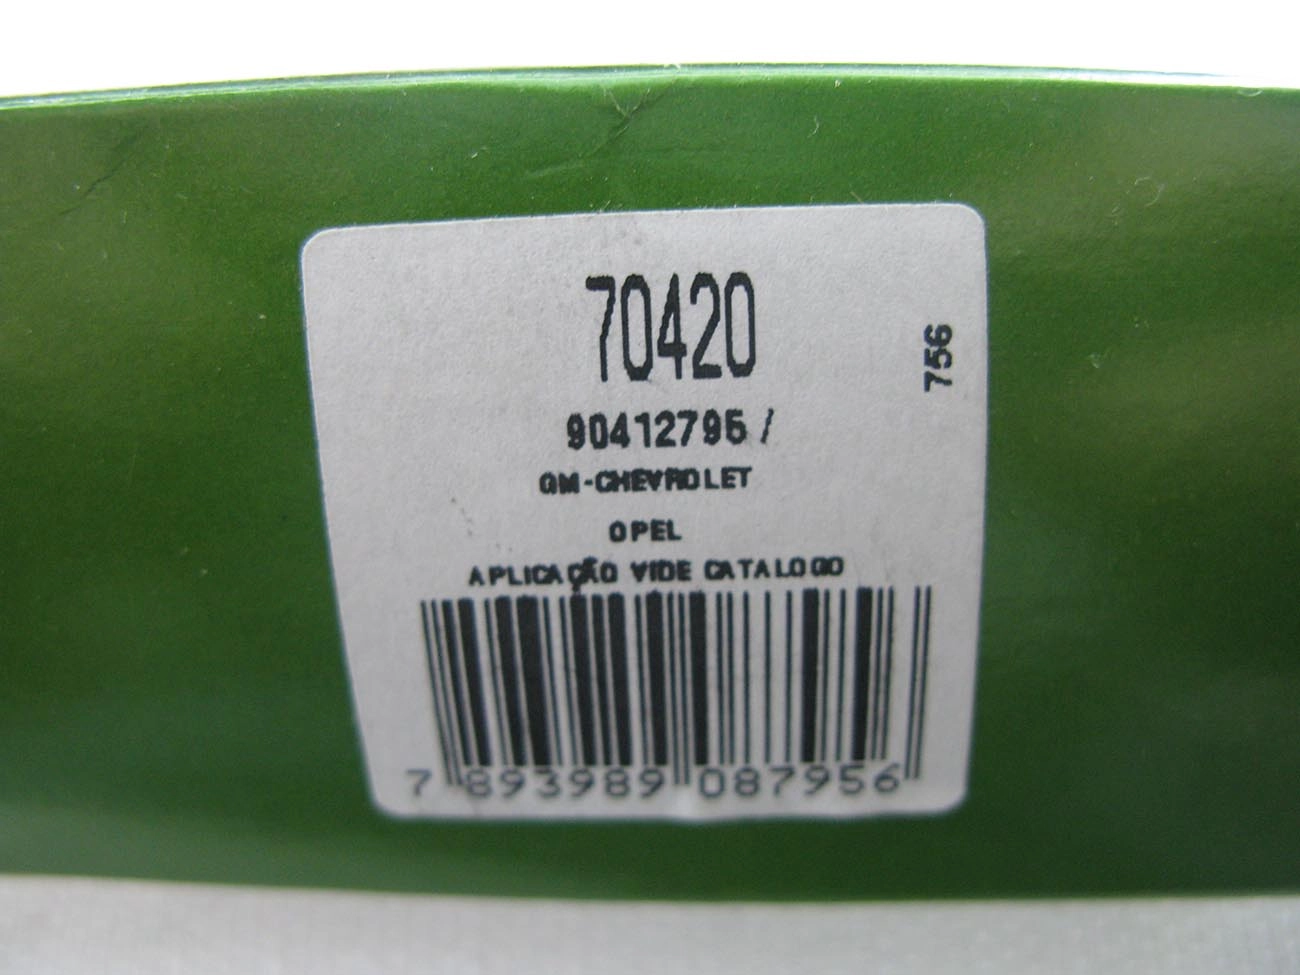 70420
756
90412795 /
GM-CHEVROLET
OPEL
APLICAÇÃO VIDE CATALOGO
7 893989 087956